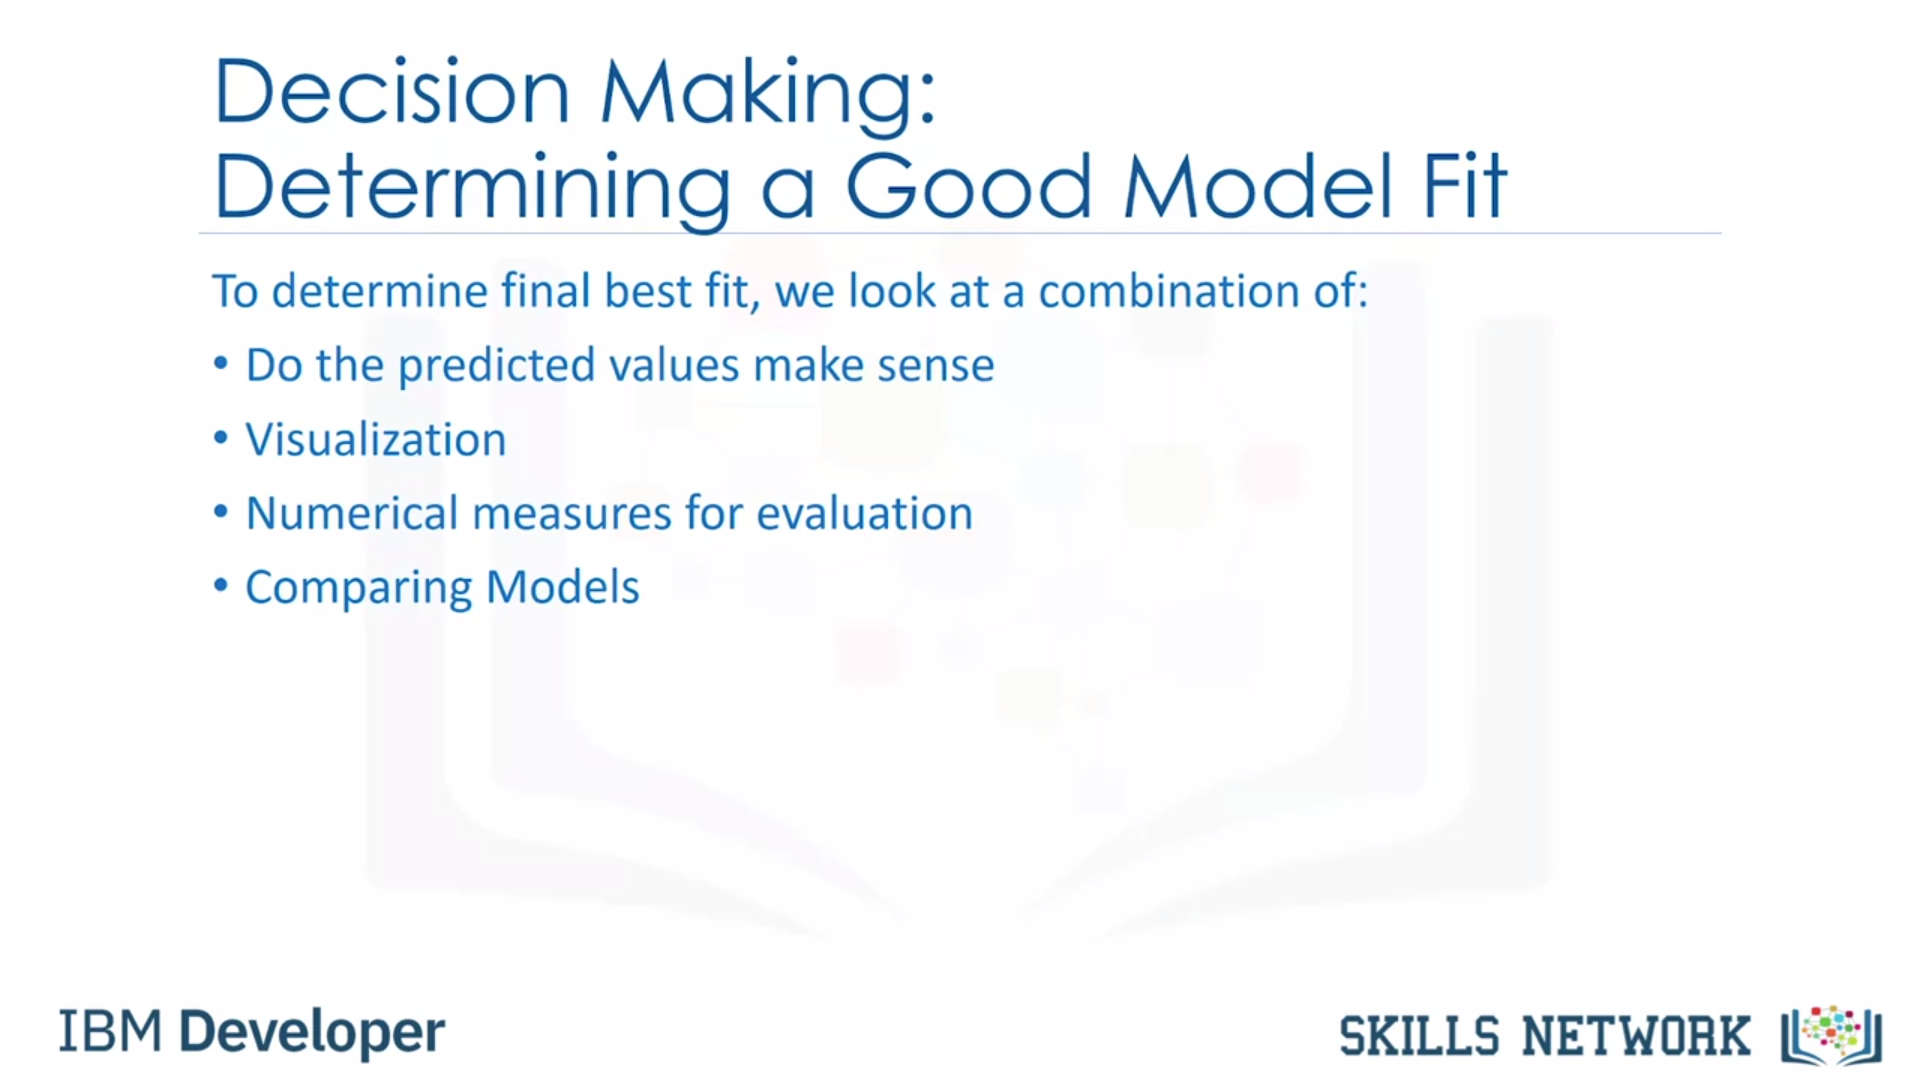 Decision Making:
Determining a Good Model Fit
To determine final best fit, we look at a combination of:
• Do the predicted values make sense
• Visualization
• Numerical measures for evaluation
• Comparing Models
IBM Developer
SKILLS NETWORK